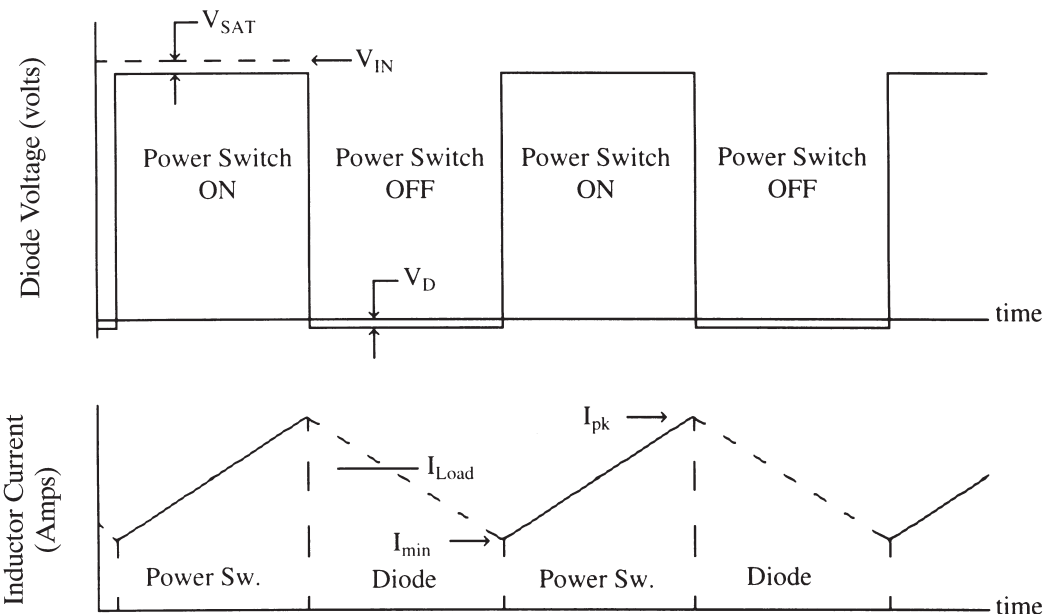 V_SAT
V_IN
Diode Voltage (volts)
Power Switch
ON
Power Switch
OFF
Power Switch
ON
Power Switch
OFF
V_D
time
Inductor Current
(Amps)
I_pk
I_Load
I_min
Power Sw.
Diode
Power Sw.
Diode
time